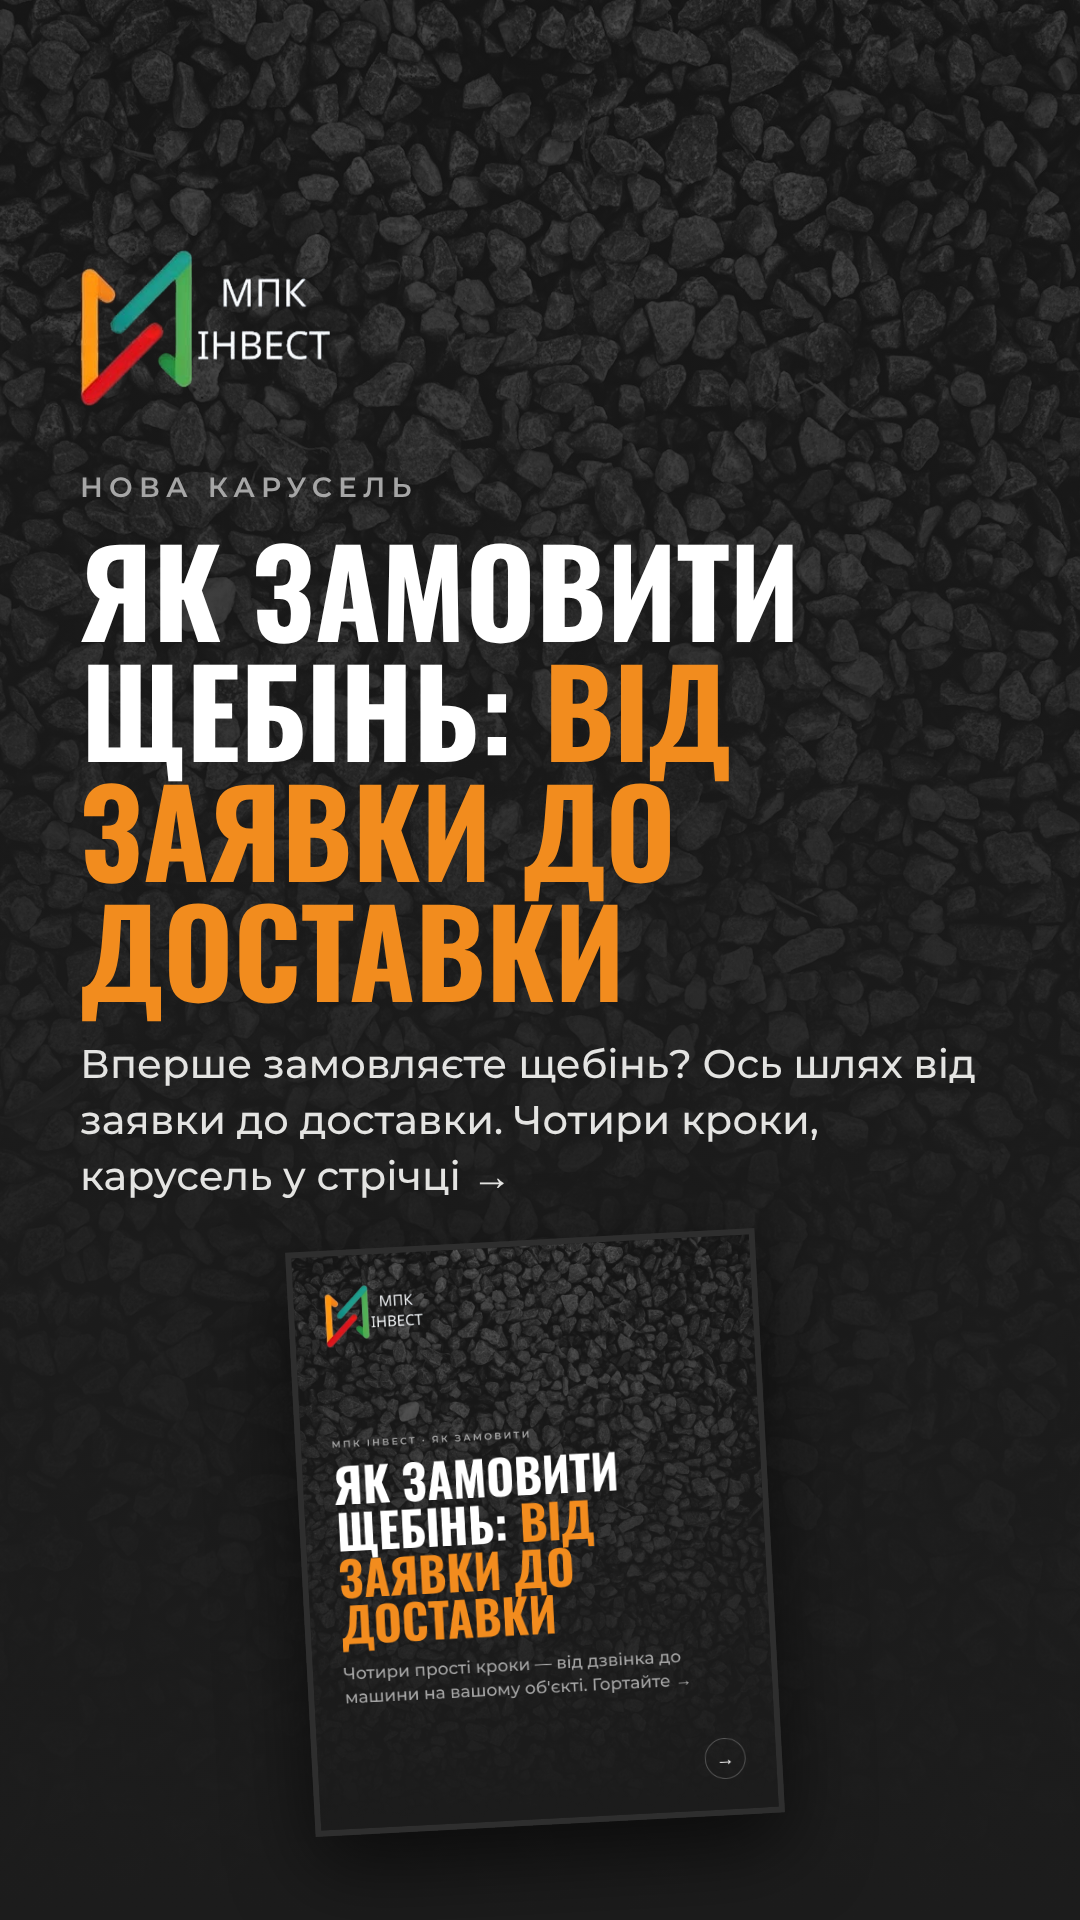 МПК
ІНВЕСТ
НОВА КАРУСЕЛЬ
ЯК ЗАМОВИТИ
ЩЕБІНЬ: ВІД
ЗАЯВКИ ДО
ДОСТАВКИ
Вперше замовляєте щебінь? Ось шлях від
заявки до доставки. Чотири кроки,
карусель у стрічці →
МПК
ІНВЕСТ
МПК ІНВЕСТ · ЯК ЗАМОВИТИ
ЯК ЗАМОВИТИ
ЩЕБІНЬ: ВІД
ЗАЯВКИ ДО
ДОСТАВКИ
Чотири прості кроки — від дзвінка до
машини на вашому об'єкті. Гортайте →
→